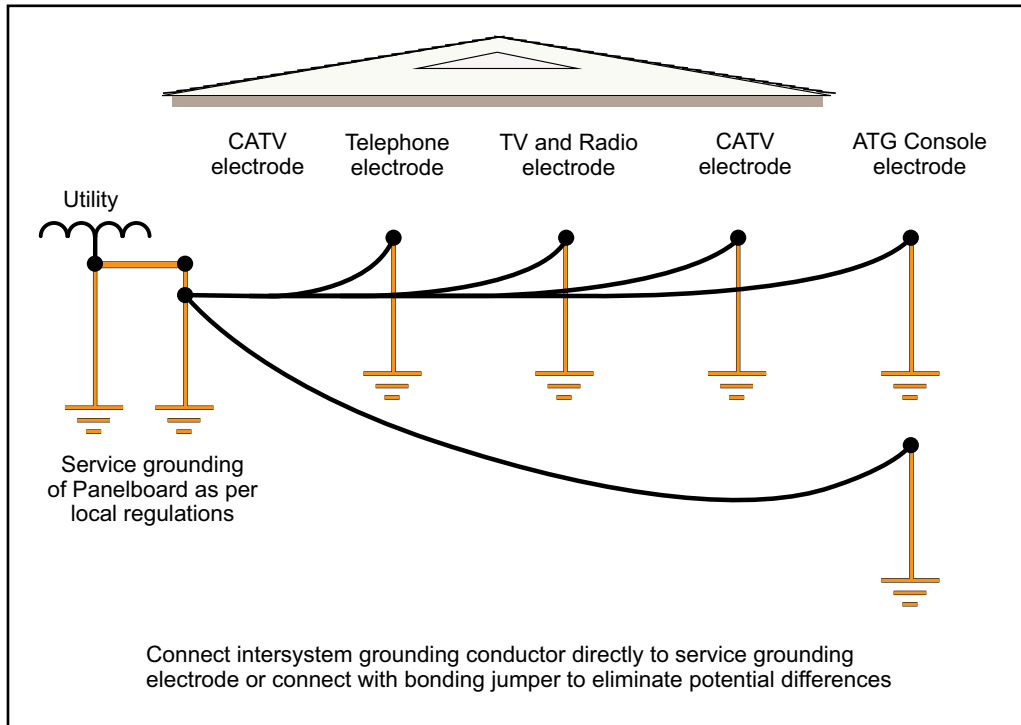 CATV
electrode
Telephone
electrode
TV and Radio
electrode
CATV
electrode
ATG Console
electrode
Utility
Service grounding
of Panelboard as per
local regulations
Connect intersystem grounding conductor directly to service grounding
electrode or connect with bonding jumper to eliminate potential differences